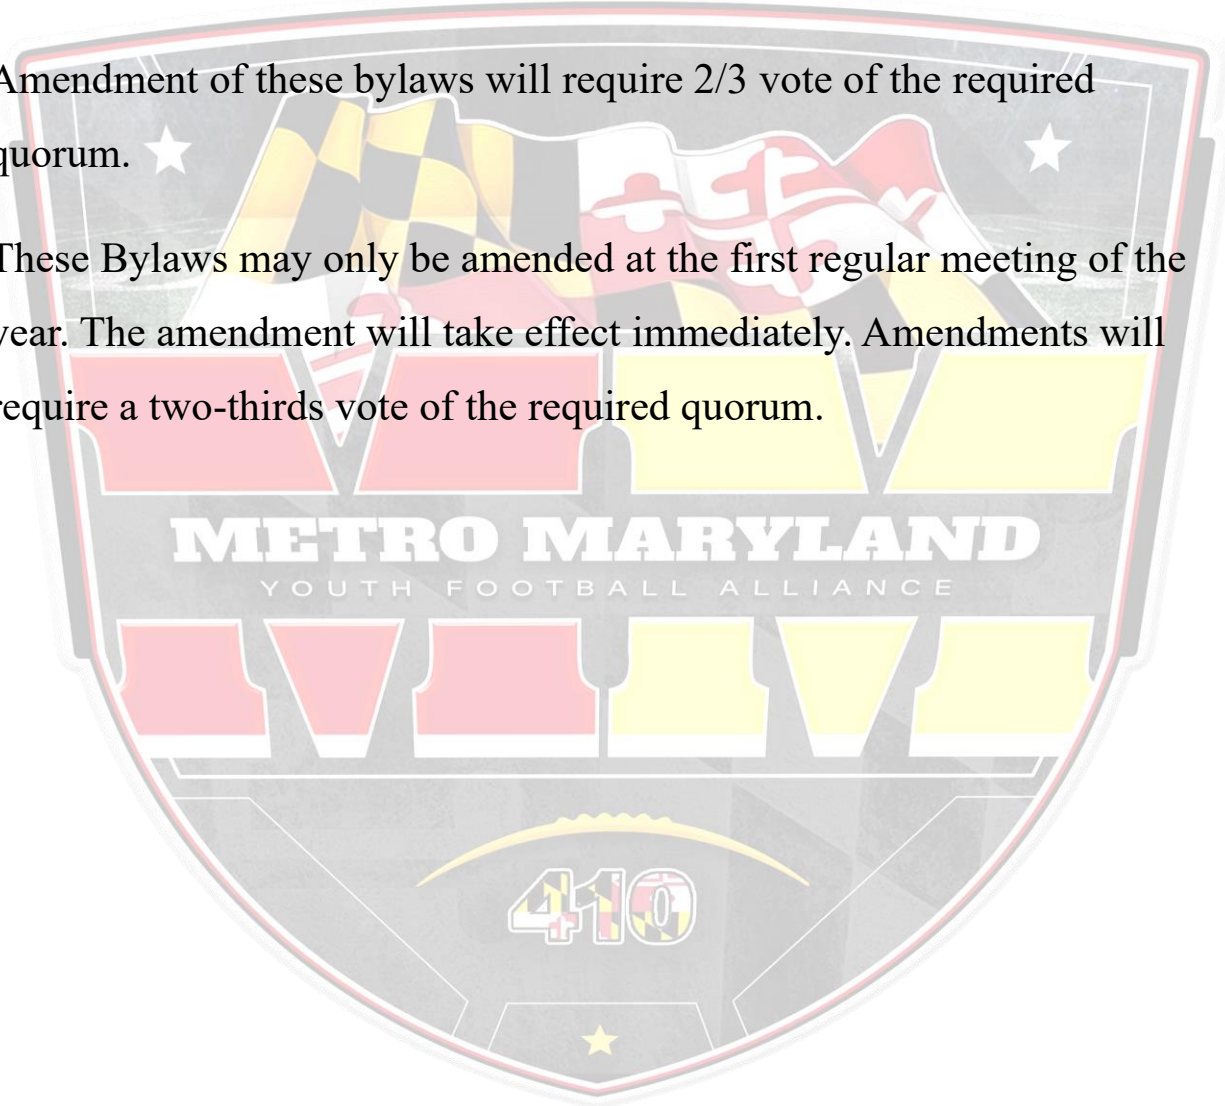 Amendment of these bylaws will require 2/3 vote of the required
quorum.
These Bylaws may only be amended at the first regular meeting of the
year. The amendment will take effect immediately. Amendments will
require a two-thirds vote of the required quorum.
METRO MARYLAND
YOUTH FOOTBALL ALLIANCE
410